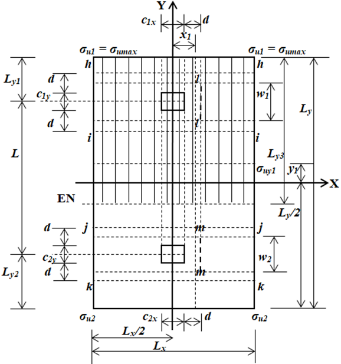 Y
c1x d
x1
σu1 = σumax σu1 = σumax
h h
Ly1 d l w1 Ly
c1y
d l
i i
L Ly3
σuy1 y1
X
EN
Ly/2
d j m j
c2y w2
Ly2 d m
k k
σu2 c2x d σu2
Lx/2
Lx